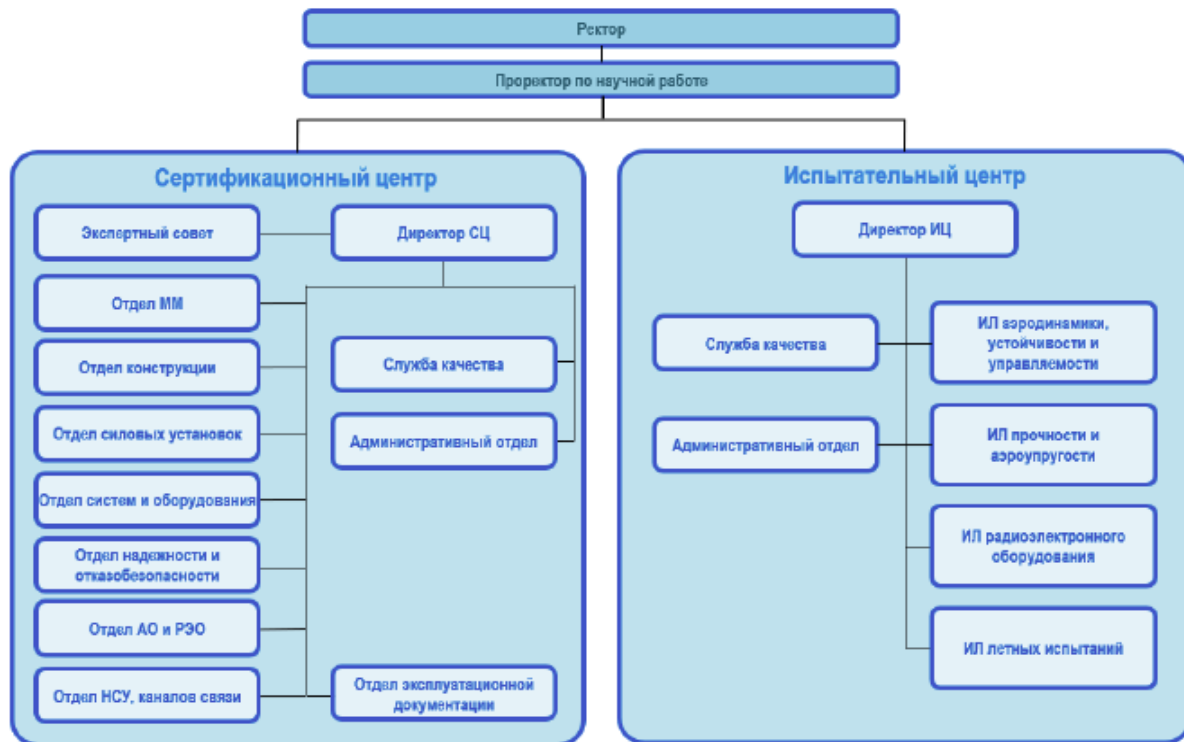 Ректор
Проректор по научной работе
Сертификационный центр
Экспертный совет
Директор СЦ
Отдел ММ
Отдел конструкции
Служба качества
Отдел силовых установок
Административный отдел
Отдел систем и оборудования
Отдел надежности и
отказобезопасности
Отдел АО и РЭО
Отдел НСУ, каналов связи
Отдел эксплуатационной
документации
Испытательный центр
Директор ИЦ
Служба качества
ИЛ аэродинамики,
устойчивости и
управляемости
Административный отдел
ИЛ прочности и
аэроупругости
ИЛ радиоэлектронного
оборудования
ИЛ летных испытаний